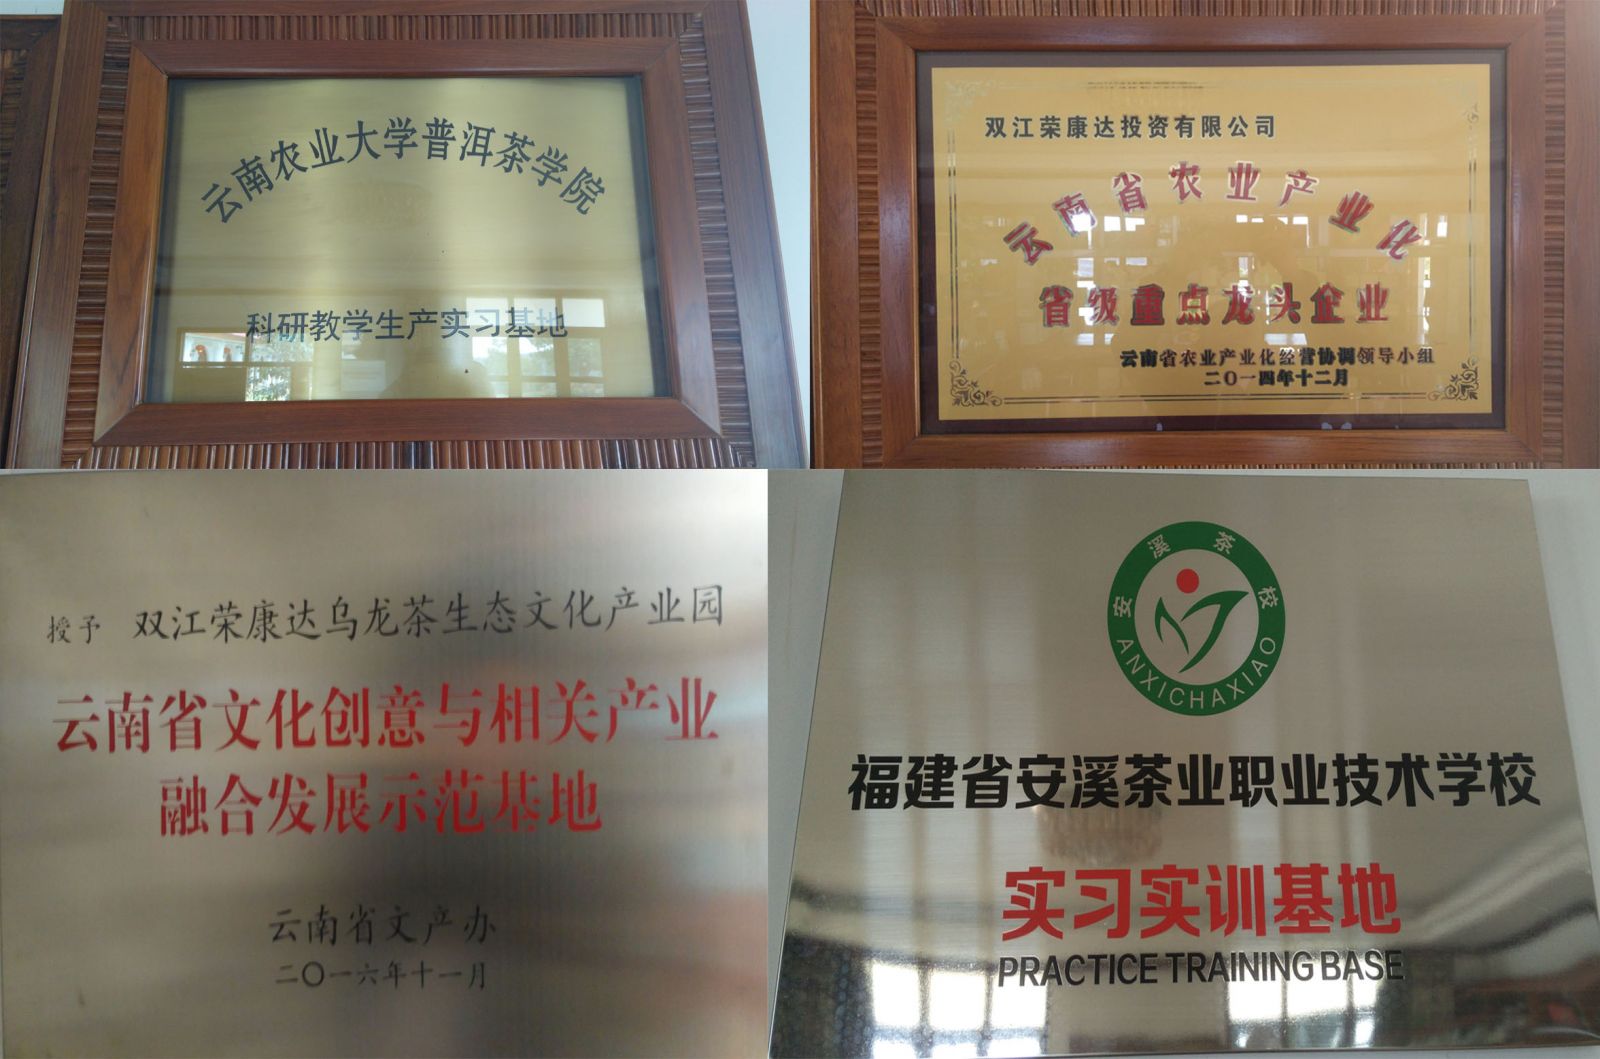 云南农业大学普洱茶学院
科研教学生产实习基地
双江荣康达投资有限公司
云南省农业产业化
省级重点龙头企业
云南省农业产业化经营协调领导小组
二〇一四年十二月
授予 双江荣康达乌龙茶生态文化产业园
云南省文化创意与相关产业
融合发展示范基地
云南省文产办
二〇一六年十一月
安溪茶校
ANXICHAXIAO
福建省安溪茶业职业技术学校
实习实训基地
PRACTICE TRAINING BASE